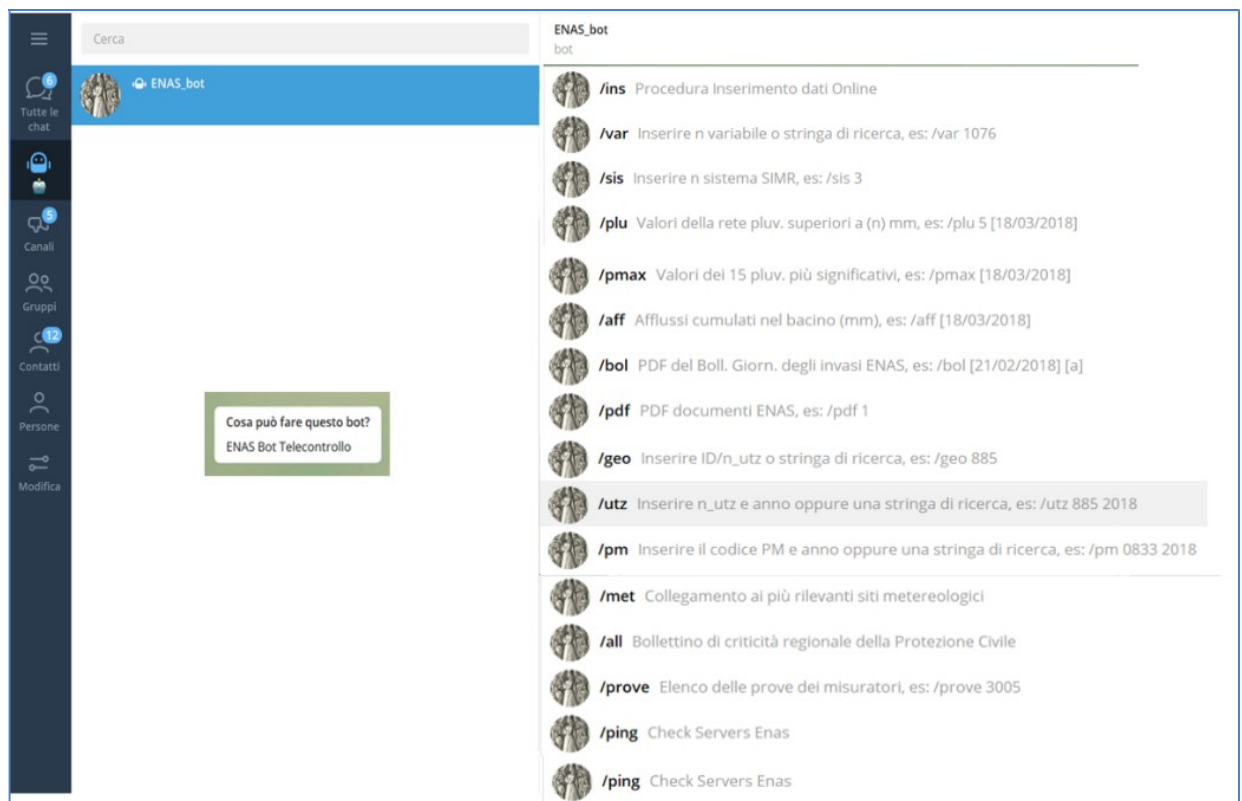 6
Tutte le
chat
5
Canali
Gruppi
12
Contatti
Persone
Modifica
Cerca
ENAS_bot
Cosa può fare questo bot?
ENAS Bot Telecontrollo
ENAS_bot
bot
/ins Procedura Inserimento dati Online
/var Inserire n variabile o stringa di ricerca, es: /var 1076
/sis Inserire n sistema SIMR, es: /sis 3
/plu Valori della rete pluv. superiori a (n) mm, es: /plu 5 [18/03/2018]
/pmax Valori dei 15 pluv. più significativi, es: /pmax [18/03/2018]
/aff Afflussi cumulati nel bacino (mm), es: /aff [18/03/2018]
/bol PDF del Boll. Giorn. degli invasi ENAS, es: /bol [21/02/2018] [a]
/pdf PDF documenti ENAS, es: /pdf 1
/geo Inserire ID/n_utz o stringa di ricerca, es: /geo 885
/utz Inserire n_utz e anno oppure una stringa di ricerca, es: /utz 885 2018
/pm Inserire il codice PM e anno oppure una stringa di ricerca, es: /pm 0833 2018
/met Collegamento ai più rilevanti siti metereologici
/all Bollettino di criticità regionale della Protezione Civile
/prove Elenco delle prove dei misuratori, es: /prove 3005
/ping Check Servers Enas
/ping Check Servers Enas